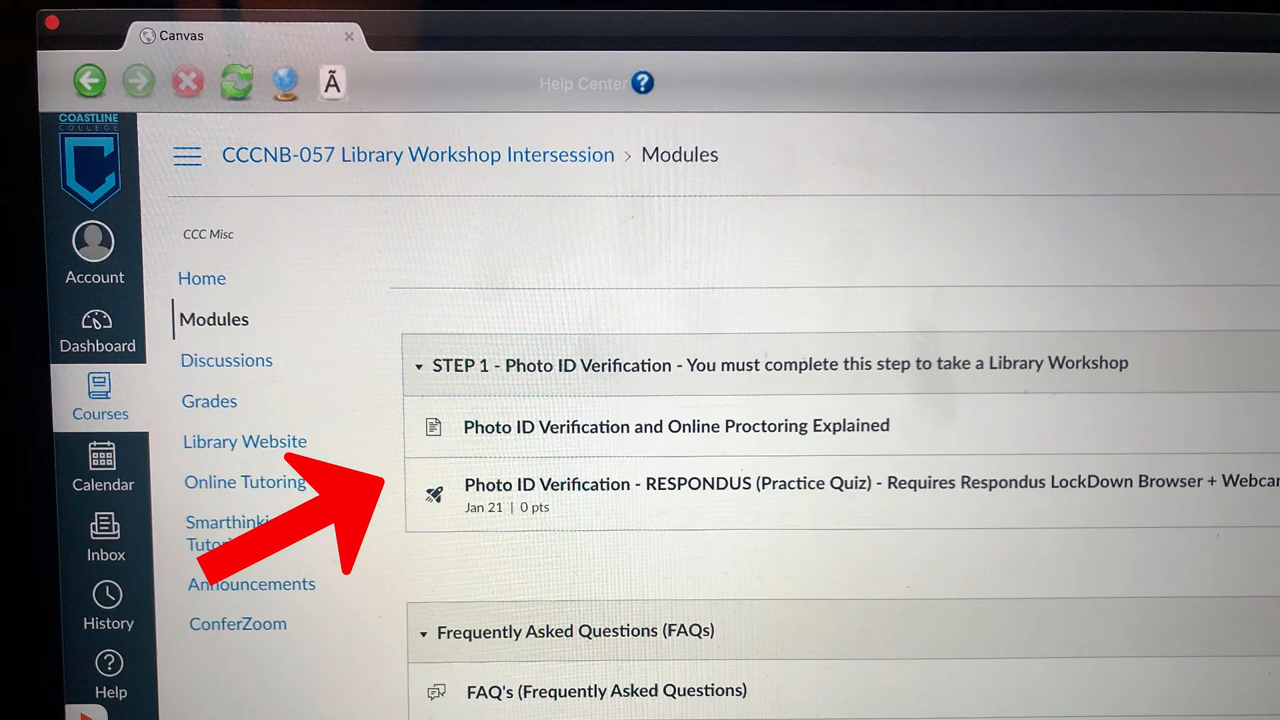 Canvas
Ã
Help Center ?
COASTLINE
COLLEGE
CCCNB-057 Library Workshop Intersession > Modules
Account
Dashboard
Courses
Calendar
Inbox
History
Help
CCC Misc
Home
Modules
Discussions
Grades
Library Website
Online Tutoring
Announcements
ConferZoom
STEP 1 - Photo ID Verification - You must complete this step to take a Library Workshop
Photo ID Verification and Online Proctoring Explained
Photo ID Verification - RESPONDUS (Practice Quiz) - Requires Respondus LockDown Browser +
Jan 21 | 0 pts
Frequently Asked Questions (FAQs)
FAQ's (Frequently Asked Questions)